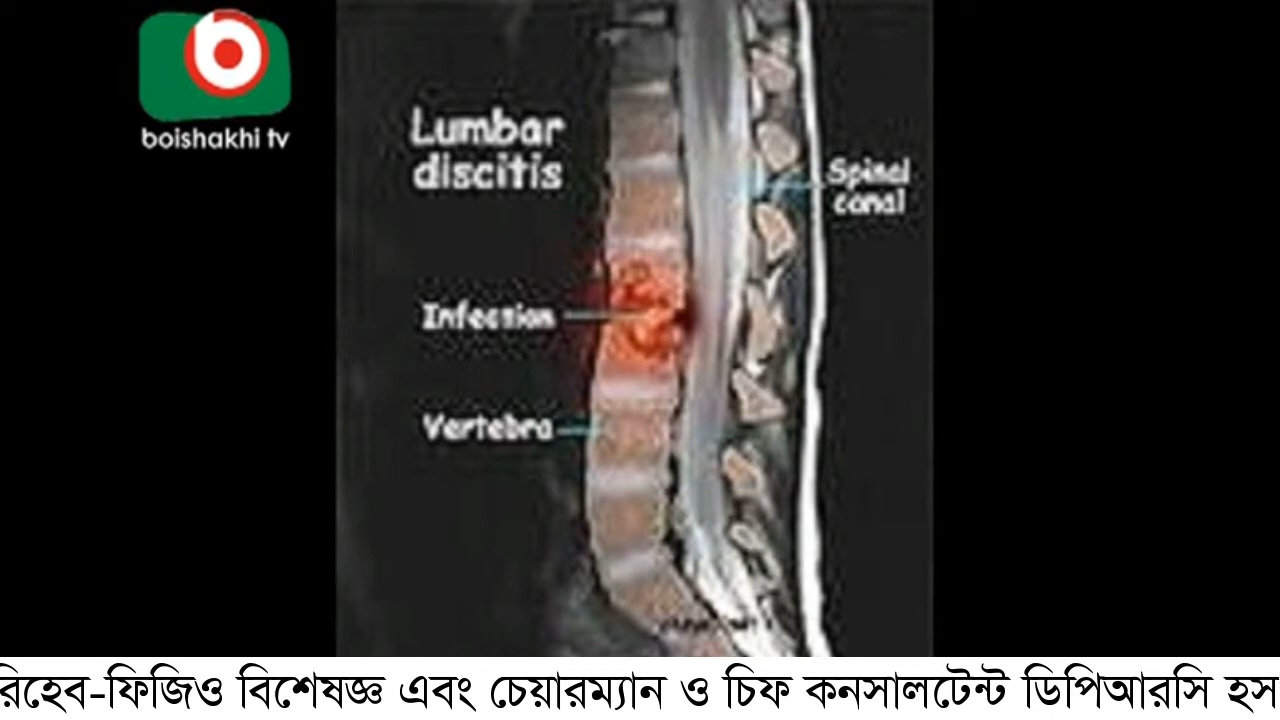 boishakhi tv
Lumbar
discitis
Spinal
canal
Infection
Vertebra
রিহেব-ফিজিও বিশেষজ্ঞ এবং চেয়ারম্যান ও চিফ কনসালটেন্ট ডিপিআরসি হস